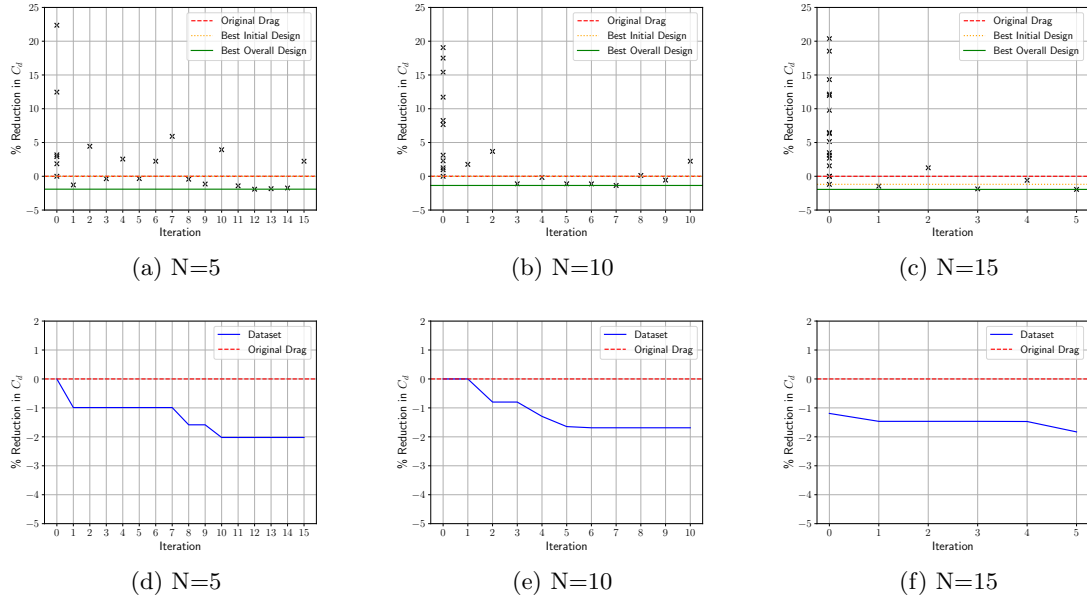 25
20
15
10
5
0
−5
% Reduction in C_d
Original Drag
Best Initial Design
Best Overall Design
0 1 2 3 4 5 6 7 8 9 10 11 12 13 14 15
Iteration
(a) N=5
25
20
15
10
5
0
−5
% Reduction in C_d
Original Drag
Best Initial Design
Best Overall Design
0 1 2 3 4 5 6 7 8 9 10
Iteration
(b) N=10
25
20
15
10
5
0
−5
% Reduction in C_d
Original Drag
Best Initial Design
Best Overall Design
0 1 2 3 4 5
Iteration
(c) N=15
2
1
0
−1
−2
−3
−4
−5
% Reduction in C_d
Dataset
Original Drag
0 1 2 3 4 5 6 7 8 9 10 11 12 13 14 15
Iteration
(d) N=5
2
1
0
−1
−2
−3
−4
−5
% Reduction in C_d
Dataset
Original Drag
0 1 2 3 4 5 6 7 8 9 10
Iteration
(e) N=10
2
1
0
−1
−2
−3
−4
−5
% Reduction in C_d
Dataset
Original Drag
0 1 2 3 4 5
Iteration
(f) N=15